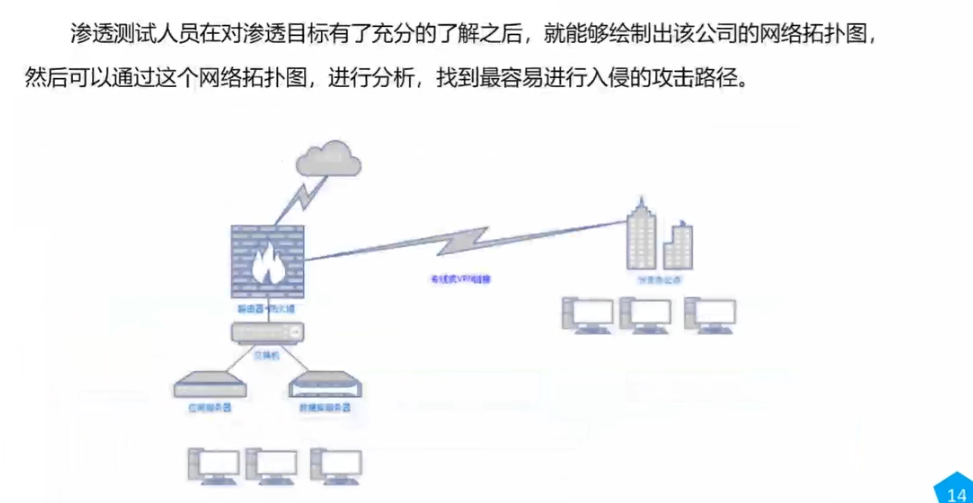 渗透测试人员在对渗透目标有了充分的了解之后，就能够绘制出该公司的网络拓扑图，
然后可以通过这个网络拓扑图，进行分析，找到最容易进行入侵的攻击路径。
专线或VPN链接
分支办公点
路由器+防火墙
交换机
应用服务器
数据库服务器
14